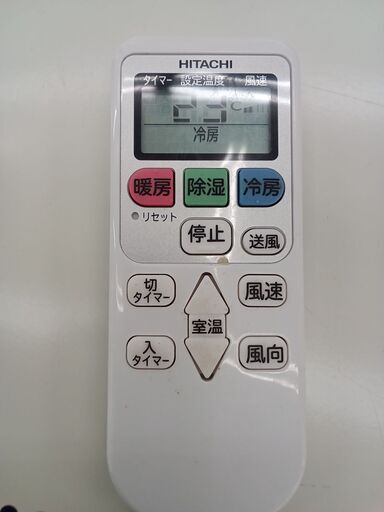 HITACHI
タイマー 設定温度 風速
℃
冷房
暖房 除湿 冷房
リセット
停止 送風
切タイマー
風速
室温
入タイマー
風向